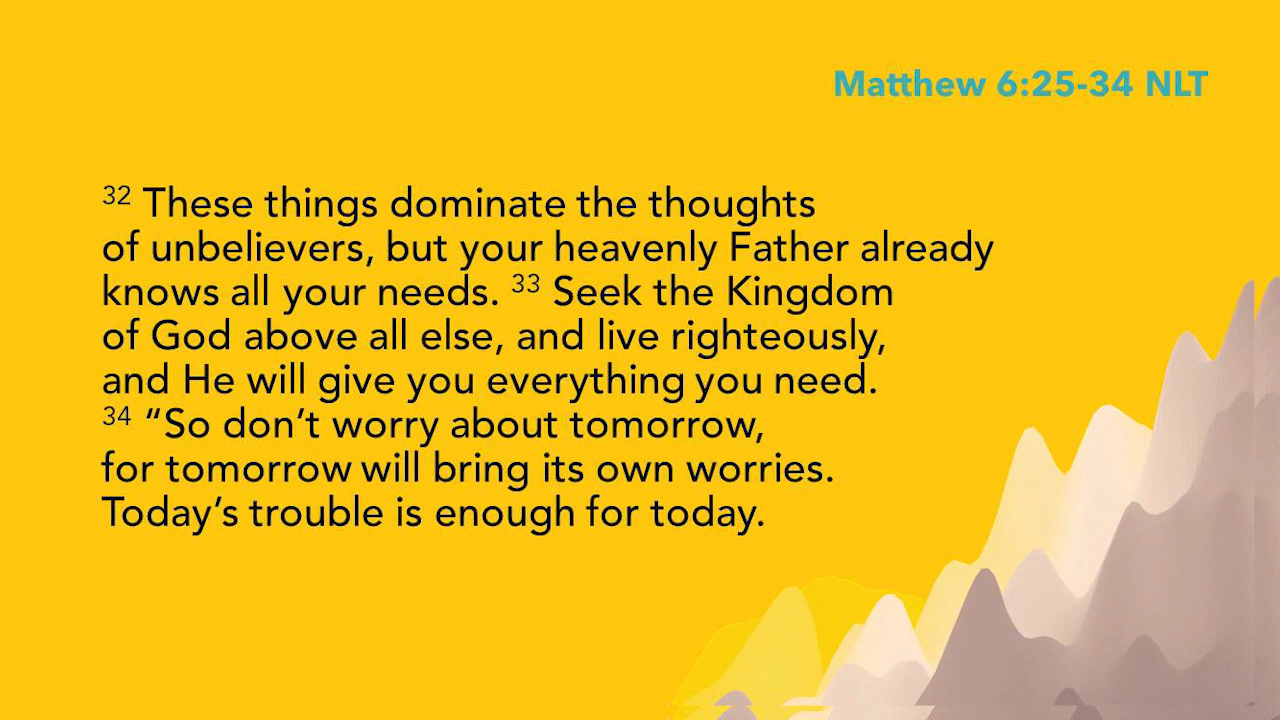 Matthew 6:25-34 NLT
32 These things dominate the thoughts
of unbelievers, but your heavenly Father already
knows all your needs. 33 Seek the Kingdom
of God above all else, and live righteously,
and He will give you everything you need.
34 “So don’t worry about tomorrow,
for tomorrow will bring its own worries.
Today’s trouble is enough for today.